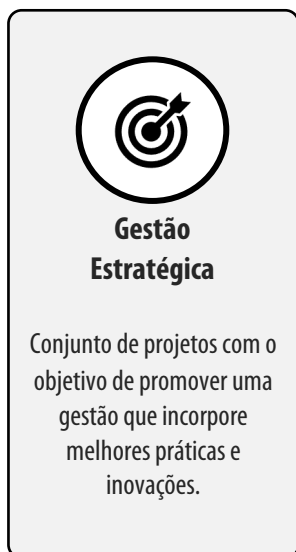 Gestão
Estratégica
Conjunto de projetos com o
objetivo de promover uma
gestão que incorpore
melhores práticas e
inovações.